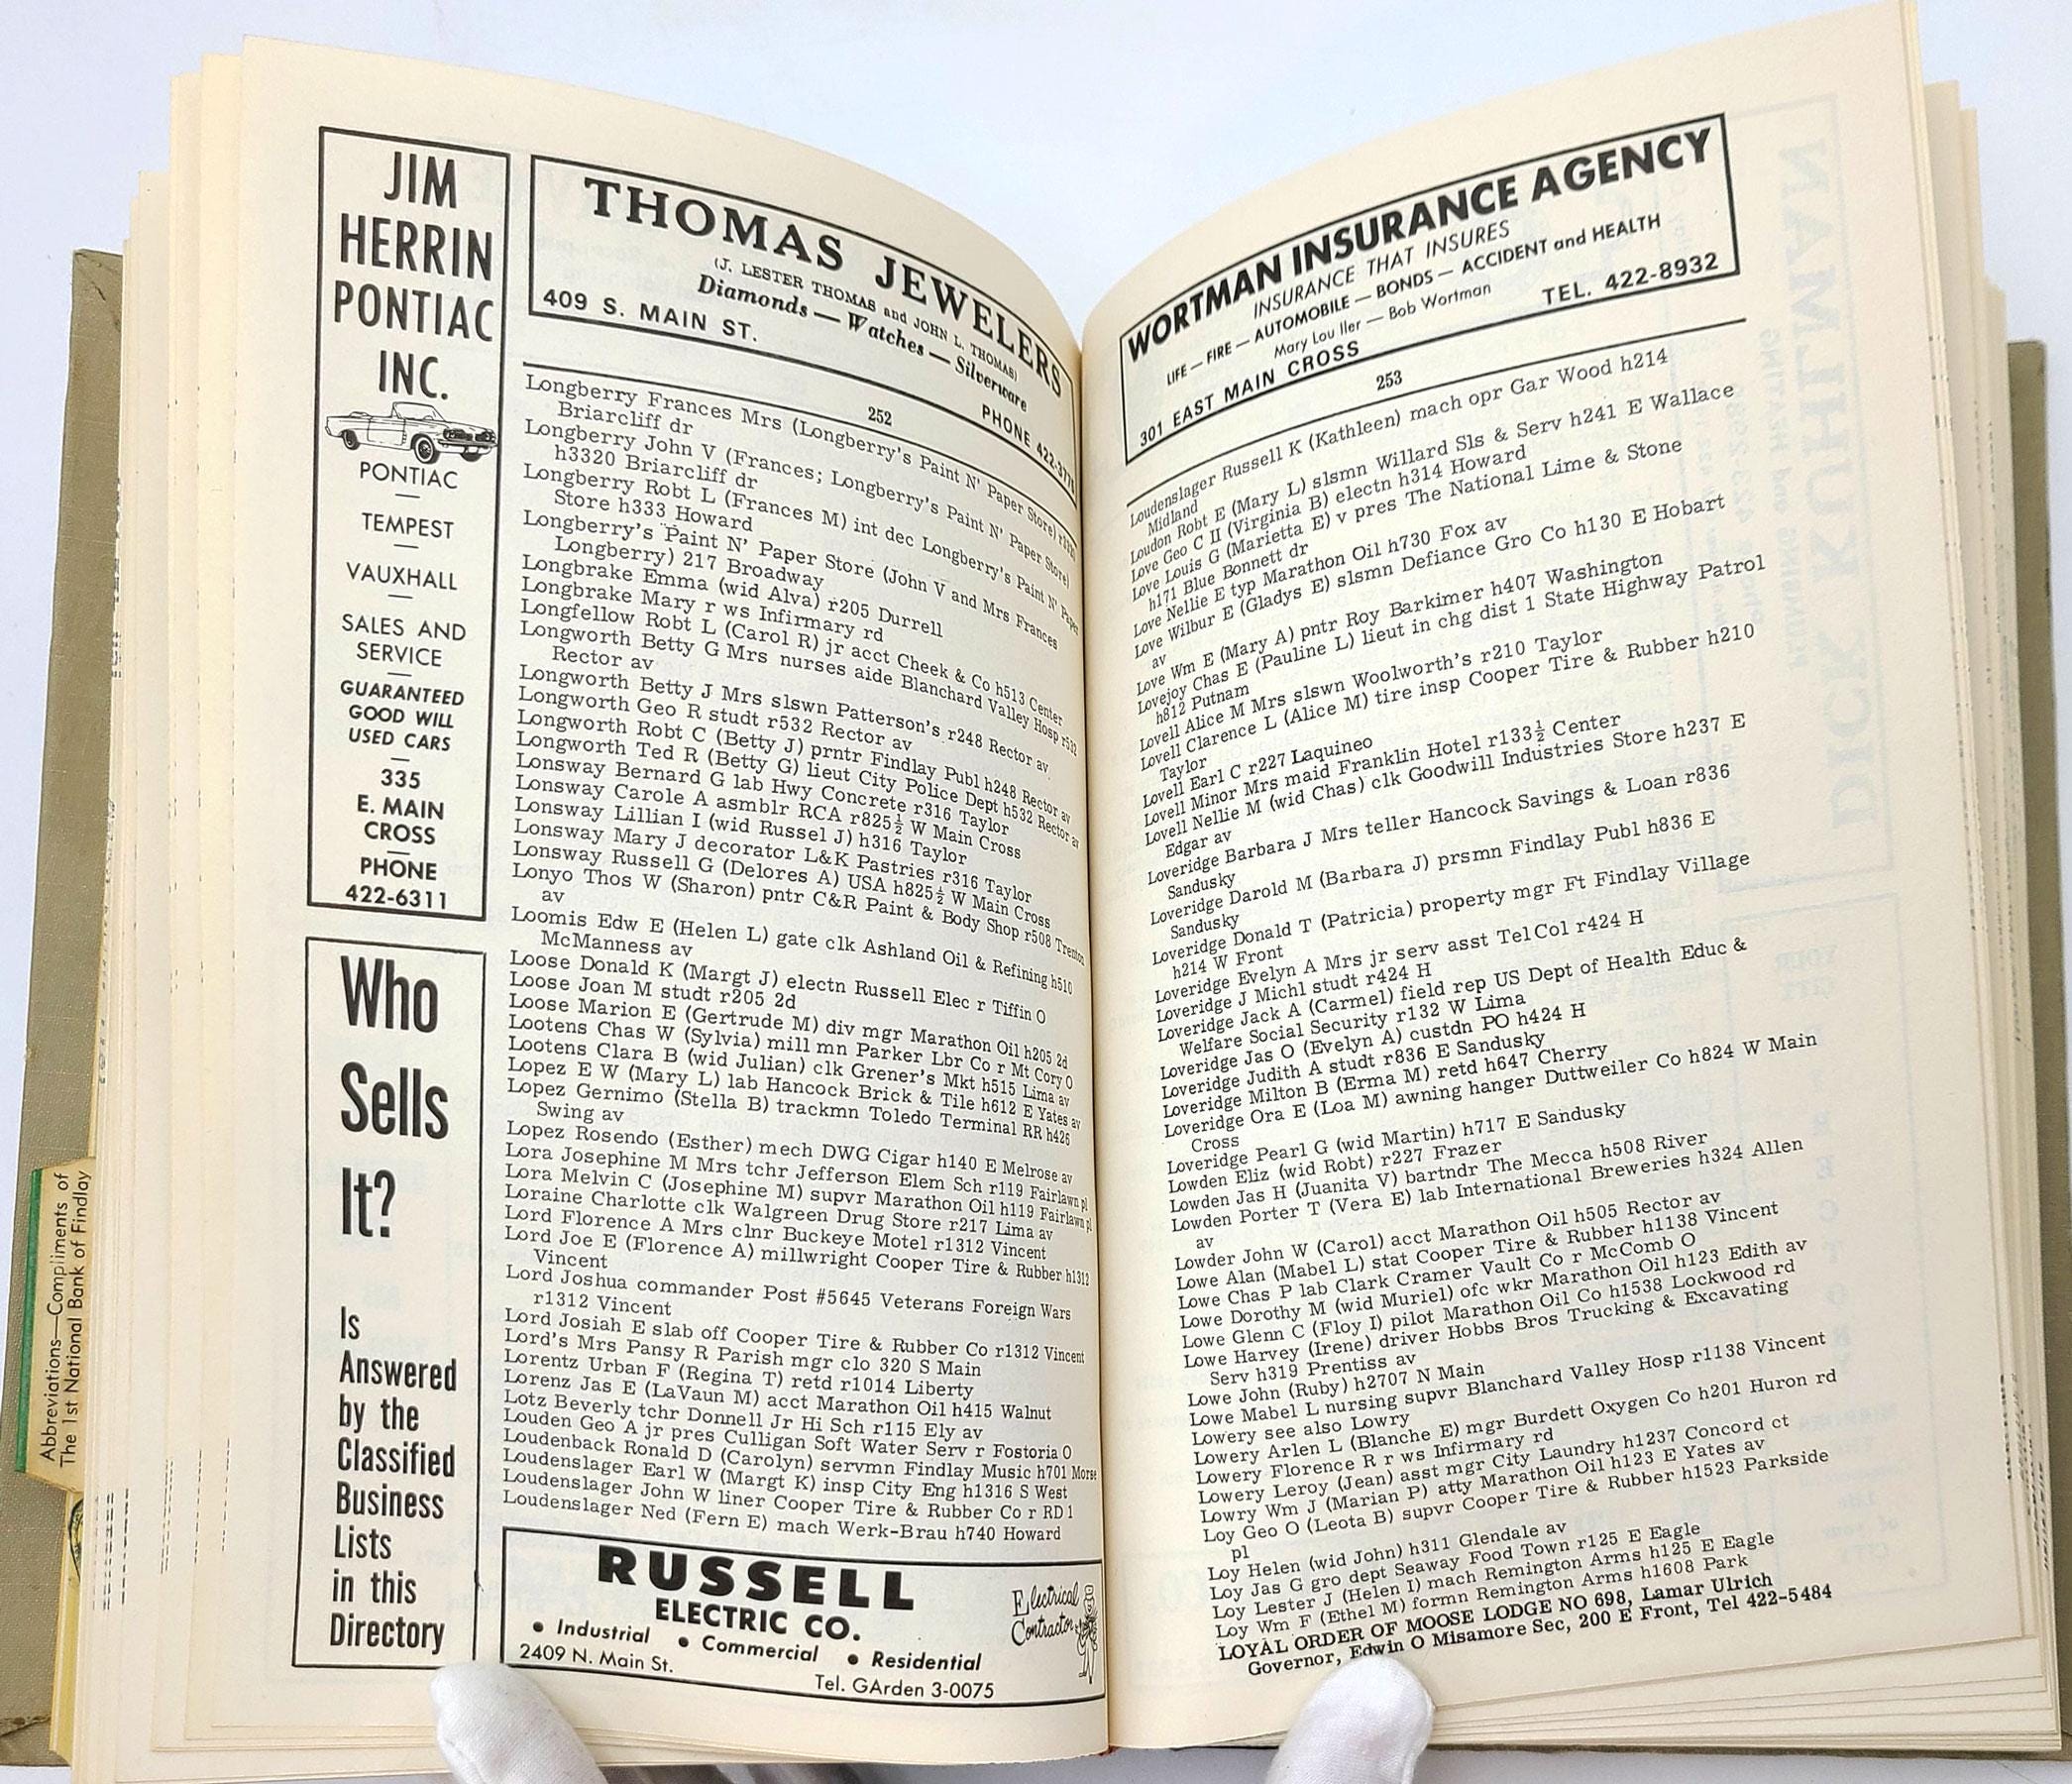 JIM
HERRIN
PONTIAC
INC.
PONTIAC
TEMPEST
VAUXHALL
SALES AND
SERVICE
GUARANTEED
GOOD WILL
USED CARS
335
E. MAIN
CROSS
PHONE
422-6311
Who
Sells
It?
Is
Answered
by the
Classified
Business
Lists
in this
Directory
Abbreviations—Compliments of
The 1st National Bank of Findlay
THOMAS JEWELERS
(J. LESTER THOMAS and JOHN L. THOMAS)
Diamonds — Watches — Silverware
409 S. MAIN ST.
PHONE
252
Longberry Frances Mrs (Longberry's Paint N' Paper Store)
Briarcliff dr
Longberry John V (Frances; Longberry's Paint N' Paper Store)
h3320 Briarcliff dr
Longberry Robt L (Frances M) int dec Longberry's Paint N' Paper
Store h333 Howard
Longberry's Paint N' Paper Store (John V and Mrs Frances
Longberry) 217 Broadway
Longbrake Emma (wid Alva) r205 Durrell
Longbrake Mary r ws Infirmary rd
Longfellow Robt L (Carol R) jr acct Cheek & Co h513 Center
Longworth Betty G Mrs nurses aide Blanchard Valley Hosp r532
Rector av
Longworth Betty J Mrs slswn Patterson's r248 Rector av
Longworth Geo R studt r532 Rector av
Longworth Robt C (Betty J) prntr Findlay Publ h248 Rector av
Longworth Ted R (Betty G) lieut City Police Dept h532 Rector av
Lonsway Bernard G lab Hwy Concrete r316 Taylor
Lonsway Carole A asmblr RCA r825½ W Main Cross
Lonsway Lillian I (wid Russel J) h316 Taylor
Lonsway Mary J decorator L&K Pastries r316 Taylor
Lonsway Russell G (Delores A) USA h825½ W Main Cross
Lonyo Thos W (Sharon) pntr C&R Paint & Body Shop r508 Trenton
av
Loomis Edw E (Helen L) gate clk Ashland Oil & Refining h510
McManness av
Loose Donald K (Margt J) electn Russell Elec r Tiffin O
Loose Joan M studt r205 2d
Loose Marion E (Gertrude M) div mgr Marathon Oil h205 2d
Lootens Chas W (Sylvia) mill mn Parker Lbr Co r Mt Cory O
Lootens Clara B (wid Julian) clk Grener's Mkt h515 Lima av
Lopez E W (Mary L) lab Hancock Brick & Tile h612 E Yates av
Lopez Gernimo (Stella B) trackmn Toledo Terminal RR h426
Swing av
Lopez Rosendo (Esther) mech DWG Cigar h140 E Melrose av
Lora Josephine M Mrs tchr Jefferson Elem Sch r119 Fairlawn pl
Lora Melvin C (Josephine M) supvr Marathon Oil h119 Fairlawn pl
Loraine Charlotte clk Walgreen Drug Store r217 Lima av
Lord Florence A Mrs clnr Buckeye Motel r1312 Vincent
Lord Joe E (Florence A) millwright Cooper Tire & Rubber h1312
Vincent
Lord Joshua commander Post #5645 Veterans Foreign Wars
r1312 Vincent
Lord Josiah E slab off Cooper Tire & Rubber Co r1312 Vincent
Lord's Mrs Pansy R Parish mgr clo 320 S Main
Lorentz Urban F (Regina T) retd r1014 Liberty
Lorenz Jas E (LaVaun M) acct Marathon Oil h415 Walnut
Lotz Beverly tchr Donnell Jr Hi Sch r115 Ely av
Louden Geo A jr pres Culligan Soft Water Serv r Fostoria O
Loudenback Ronald D (Carolyn) servmn Findlay Music h701 Morse
Loudenslager Earl W (Margt K) insp City Eng h1316 S West
Loudenslager John W liner Cooper Tire & Rubber Co r RD 1
Loudenslager Ned (Fern E) mach Werk-Brau h740 Howard
RUSSELL
ELECTRIC CO.
Electrical
Contractor
• Industrial • Commercial • Residential
2409 N. Main St.
Tel. GArden 3-0075
WORTMAN INSURANCE AGENCY
INSURANCE THAT INSURES
LIFE — FIRE — AUTOMOBILE — BONDS — ACCIDENT and HEALTH
Mary Lou Iler — Bob Wortman
301 EAST MAIN CROSS
TEL. 422-8932
253
Loudenslager Russell K (Kathleen) mach opr Gar Wood h214
Midland
Loudon Robt E (Mary L) slsmn Willard Sls & Serv h241 E Wallace
Love Geo C II (Virginia B) electn h314 Howard
Love Louis G (Marietta E) v pres The National Lime & Stone
h171 Blue Bonnett dr
Love Nellie E typ Marathon Oil h730 Fox av
Love Wilbur E (Gladys E) slsmn Defiance Gro Co h130 E Hobart
av
Love Wm E (Mary A) pntr Roy Barkimer h407 Washington
Lovejoy Chas E (Pauline L) lieut in chg dist 1 State Highway Patrol
h812 Putnam
Lovell Alice M Mrs slswn Woolworth's r210 Taylor
Lovell Clarence L (Alice M) tire insp Cooper Tire & Rubber h210
Taylor
Lovell Earl C r227 Laquineo
Lovell Minor Mrs maid Franklin Hotel r133½ Center
Lovell Nellie M (wid Chas) clk Goodwill Industries Store h237 E
Edgar av
Loveridge Barbara J Mrs teller Hancock Savings & Loan r836
Sandusky
Loveridge Darold M (Barbara J) prsmn Findlay Publ h836 E
Sandusky
Loveridge Donald T (Patricia) property mgr Ft Findlay Village
h214 W Front
Loveridge Evelyn A Mrs jr serv asst Tel Col r424 H
Loveridge J Michl studt r424 H
Loveridge Jack A (Carmel) field rep US Dept of Health Educ &
Welfare Social Security r132 W Lima
Loveridge Jas O (Evelyn A) custdn PO h424 H
Loveridge Judith A studt r836 E Sandusky
Loveridge Milton B (Erma M) retd h647 Cherry
Loveridge Ora E (Loa M) awning hanger Duttweiler Co h824 W Main
Cross
Loveridge Pearl G (wid Martin) h717 E Sandusky
Lowden Eliz (wid Robt) r227 Frazer
Lowden Jas H (Juanita V) bartndr The Mecca h508 River
Lowden Porter T (Vera E) lab International Breweries h324 Allen
av
Lowder John W (Carol) acct Marathon Oil h505 Rector av
Lowe Alan (Mabel L) stat Cooper Tire & Rubber h1138 Vincent
Lowe Chas P lab Clark Cramer Vault Co r McComb O
Lowe Dorothy M (wid Muriel) ofc wkr Marathon Oil h123 Edith av
Lowe Glenn C (Floy I) pilot Marathon Oil Co h1538 Lockwood rd
Lowe Harvey (Irene) driver Hobbs Bros Trucking & Excavating
Serv h319 Prentiss av
Lowe John (Ruby) h2707 N Main
Lowe Mabel L nursing supvr Blanchard Valley Hosp r1138 Vincent
Lowery see also Lowry
Lowery Arlen L (Blanche E) mgr Burdett Oxygen Co h201 Huron rd
Lowery Florence R r ws Infirmary rd
Lowery Leroy (Jean) asst mgr City Laundry h1237 Concord ct
Lowry Wm J (Marian P) atty Marathon Oil h123 E Yates av
Loy Geo O (Leota B) supvr Cooper Tire & Rubber h1523 Parkside
pl
Loy Helen (wid John) h311 Glendale av
Loy Jas G gro dept Seaway Food Town r125 E Eagle
Loy Lester J (Helen I) mach Remington Arms h125 E Eagle
Loy Wm F (Ethel M) formn Remington Arms h1608 Park
LOYAL ORDER OF MOOSE LODGE NO 698, Lamar Ulrich
Governor, Edwin O Misamore Sec, 200 E Front, Tel 422-5484